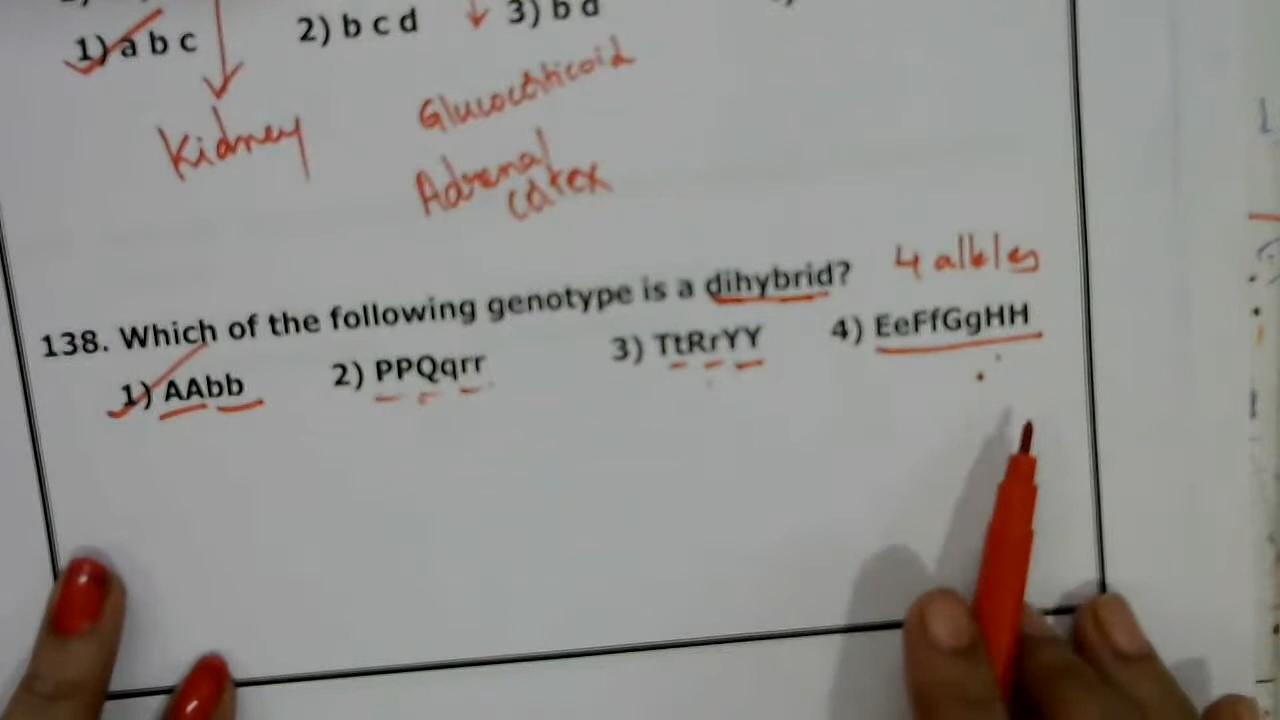 1) a b c 2) b c d 3) b d
Kidney
Glucocorticoid
Adrenal
cortex
4 alleles
138. Which of the following genotype is a dihybrid?
1) AAbb 2) PPQqrr 3) TtRrYY 4) EeFfGgHH